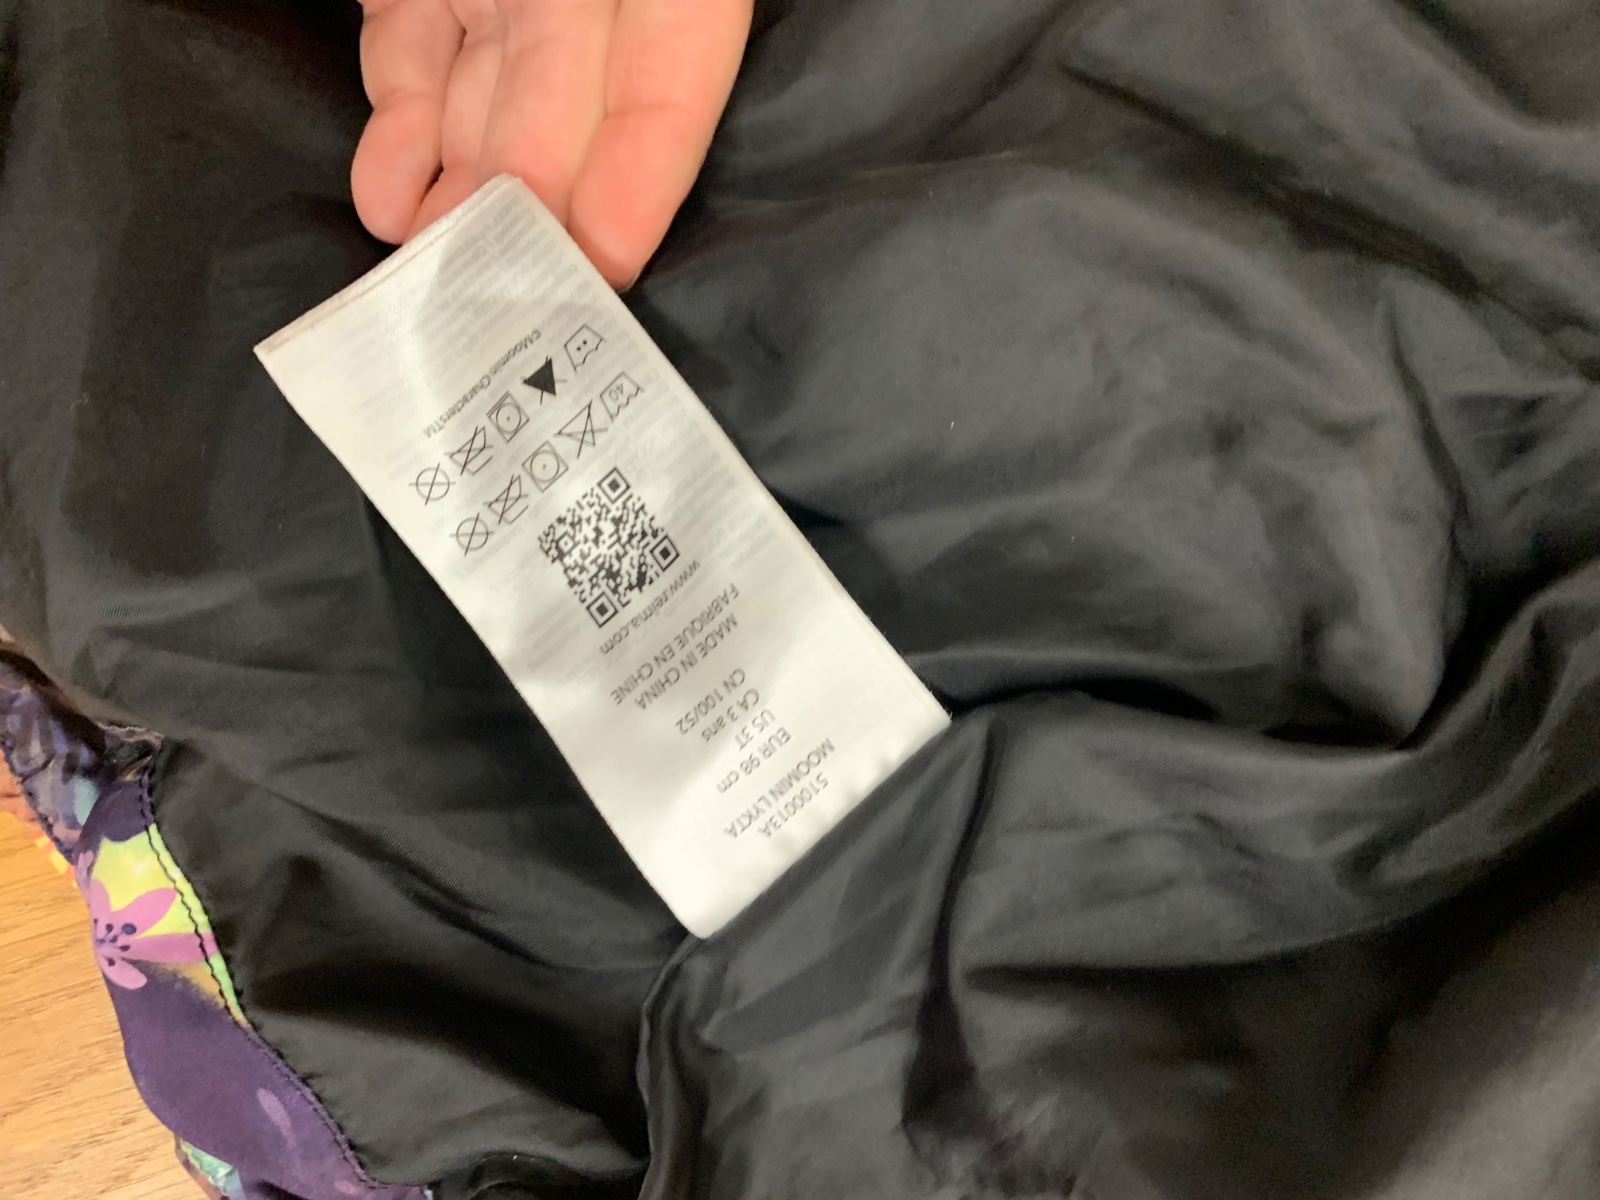 5100013A
MOOMIN LYKTA
EUR 98 cm
US 3T
CA 3 ans
CN 100/52
MADE IN CHINA
FABRIQUÉ EN CHINE
www.reima.com
40
©Moomin Characters™